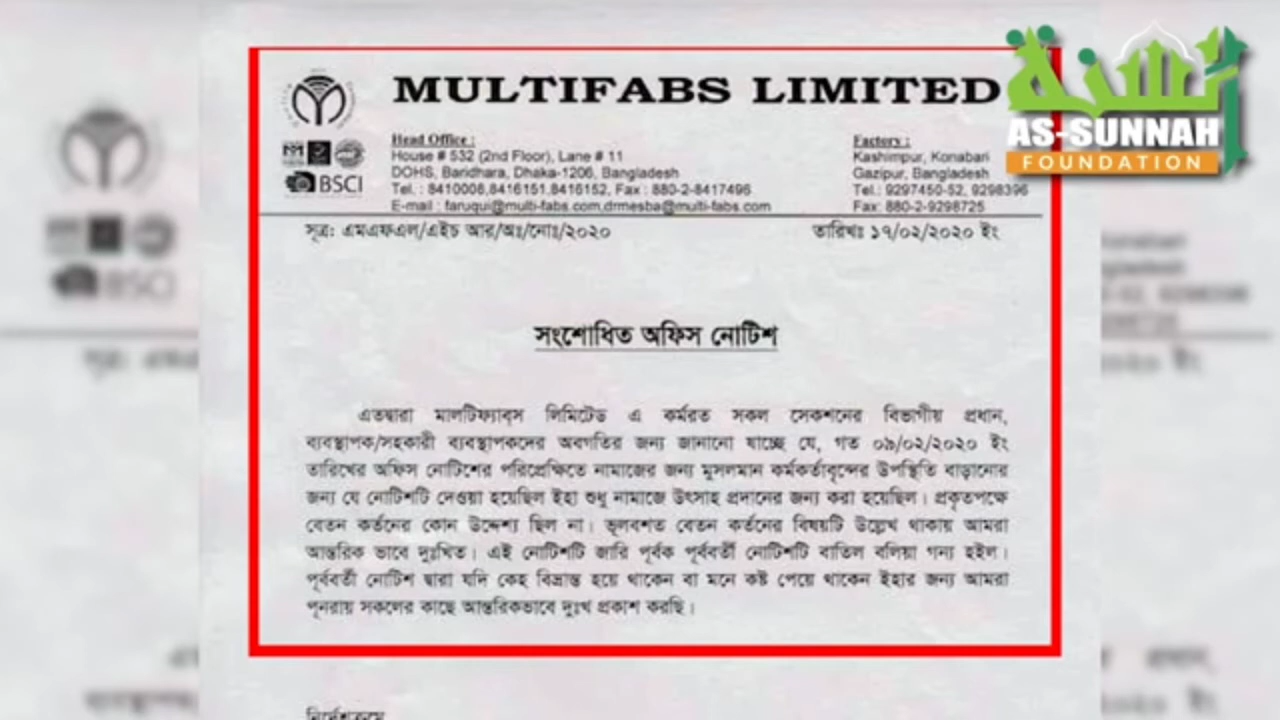 MULTIFABS LIMITED
Head Office :
House # 532 (2nd Floor), Lane # 11
DOHS, Baridhara, Dhaka-1206, Bangladesh
Tel. : 8410008,8416151,8416152, Fax : 880-2-8417496
E-mail : faruqui@multi-fabs.com,drmesba@multi-fabs.com
Factory :
Kashimpur, Konabari
Gazipur, Bangladesh
Tel.: 9297450-52, 9298396
Fax: 880-2-9298725
BSCI
AS-SUNNAH
FOUNDATION
সূত্র: এমএফএল/এইচ আর/অঃ/নোঃ/২০২০
তারিখঃ ১৭/০২/২০২০ ইং
সংশোধিত অফিস নোটিশ
এতদ্বারা মালটিফ্যাব্স লিমিটেড এ কর্মরত সকল সেকশনের বিভাগীয় প্রধান,
ব্যবস্থাপক/সহকারী ব্যবস্থাপকদের অবগতির জন্য জানানো যাচ্ছে যে, গত ০৯/০২/২০২০ ইং
তারিখের অফিস নোটিশের পরিপ্রেক্ষিতে নামাজের জন্য মুসলমান কর্মকর্তাবৃন্দের উপস্থিতি বাড়ানোর
জন্য যে নোটিশটি দেওয়া হয়েছিল ইহা শুধু নামাজে উৎসাহ প্রদানের জন্য করা হয়েছিল। প্রকৃতপক্ষে
বেতন কর্তনের কোন উদ্দেশ্য ছিল না। ভূলবশত বেতন কর্তনের বিষয়টি উল্লেখ থাকায় আমরা
আন্তরিক ভাবে দুঃখিত। এই নোটিশটি জারি পূর্বক পূর্ববর্তী নোটিশটি বাতিল বলিয়া গন্য হইল।
পূর্ববর্তী নোটিশ দ্বারা যদি কেহ বিভ্রান্ত হয়ে থাকেন বা মনে কষ্ট পেয়ে থাকেন ইহার জন্য আমরা
পূনরায় সকলের কাছে আন্তরিকভাবে দুঃখ প্রকাশ করছি।
নির্দেশক্রমে